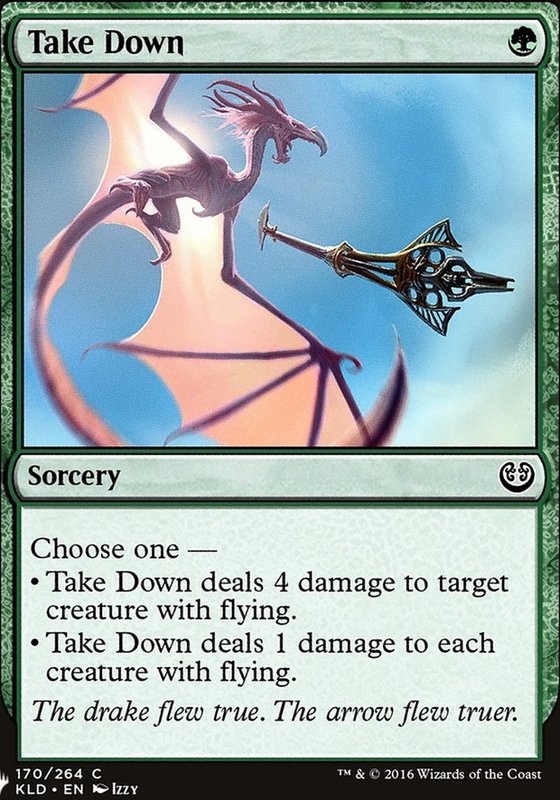 Take Down
Sorcery
Choose one —
• Take Down deals 4 damage to target
creature with flying.
• Take Down deals 1 damage to each
creature with flying.
The drake flew true. The arrow flew truer.
170/264 C
KLD • EN Izzy
™ & © 2016 Wizards of the Coast